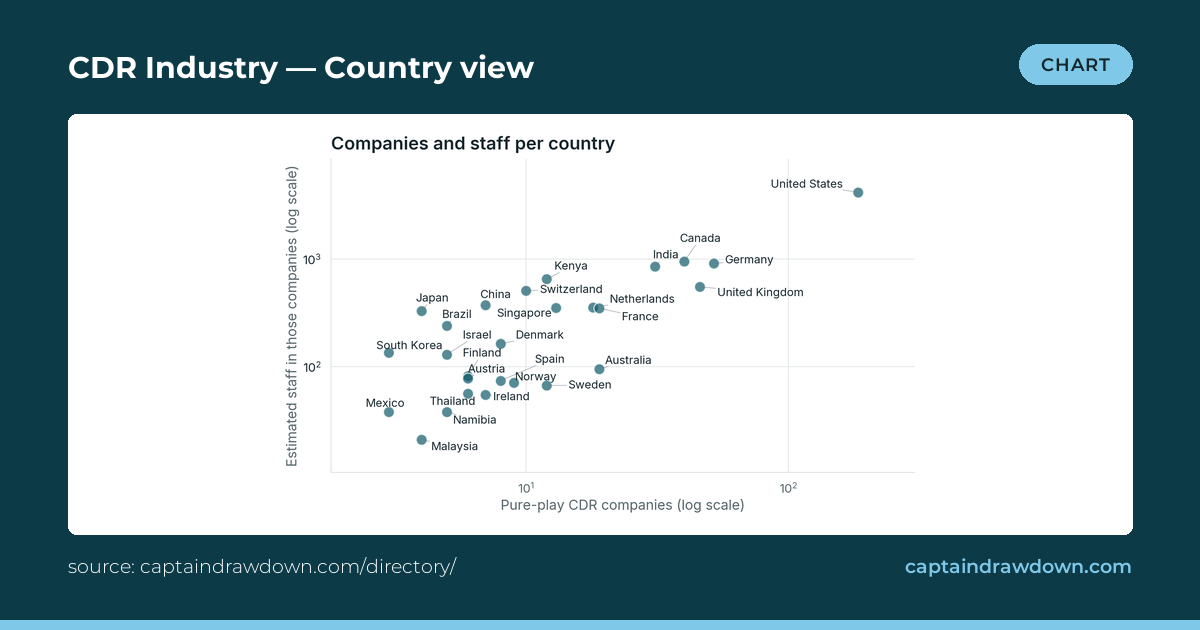 CDR Industry — Country view
CHART
Companies and staff per country
Estimated staff in those companies (log scale)
10³
10²
United States
Canada
India
Germany
Kenya
United Kingdom
Switzerland
China
Netherlands
Japan
Singapore
France
Brazil
Israel
Denmark
South Korea
Finland
Spain
Australia
Austria
Norway
Sweden
Thailand
Ireland
Mexico
Namibia
Malaysia
10¹
10²
Pure-play CDR companies (log scale)
source: captaindrawdown.com/directory/
captaindrawdown.com